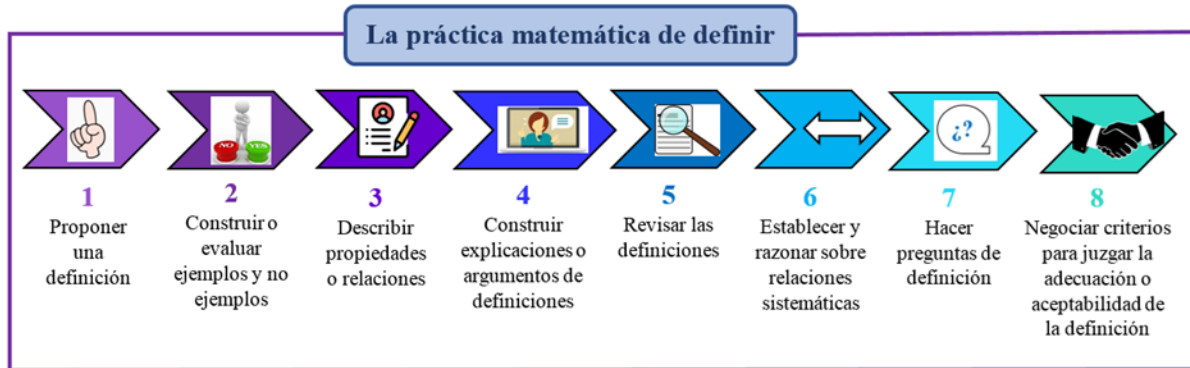 La práctica matemática de definir
NO YES
¿?
1
Proponer
una
definición
2
Construir o
evaluar
ejemplos y no
ejemplos
3
Describir
propiedades
o relaciones
4
Construir
explicaciones o
argumentos de
definiciones
5
Revisar las
definiciones
6
Establecer y
razonar sobre
relaciones
sistemáticas
7
Hacer
preguntas de
definición
8
Negociar criterios
para juzgar la
adecuación o
aceptabilidad de
la definición